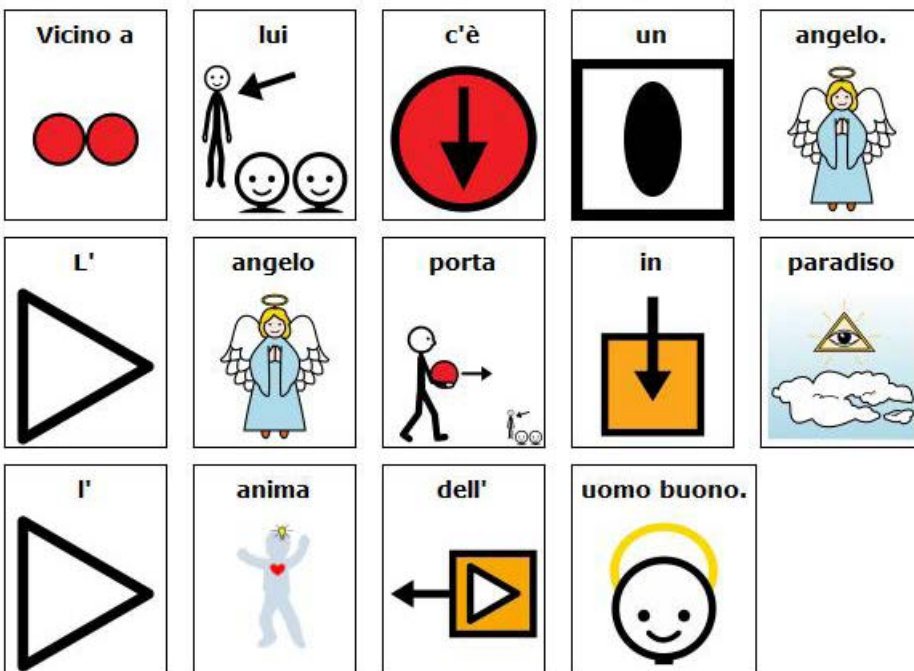 Vicino a lui c'è un angelo.
L' angelo porta in paradiso
l' anima dell' uomo buono.